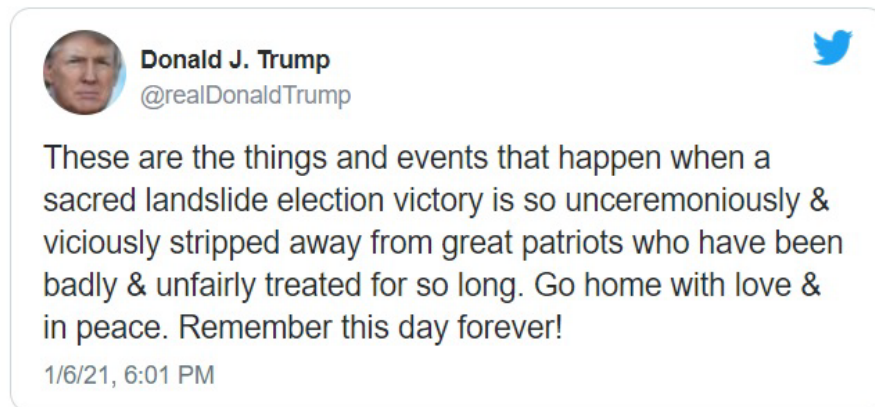 Donald J. Trump
@realDonaldTrump
These are the things and events that happen when a
sacred landslide election victory is so unceremoniously &
viciously stripped away from great patriots who have been
badly & unfairly treated for so long. Go home with love &
in peace. Remember this day forever!
1/6/21, 6:01 PM